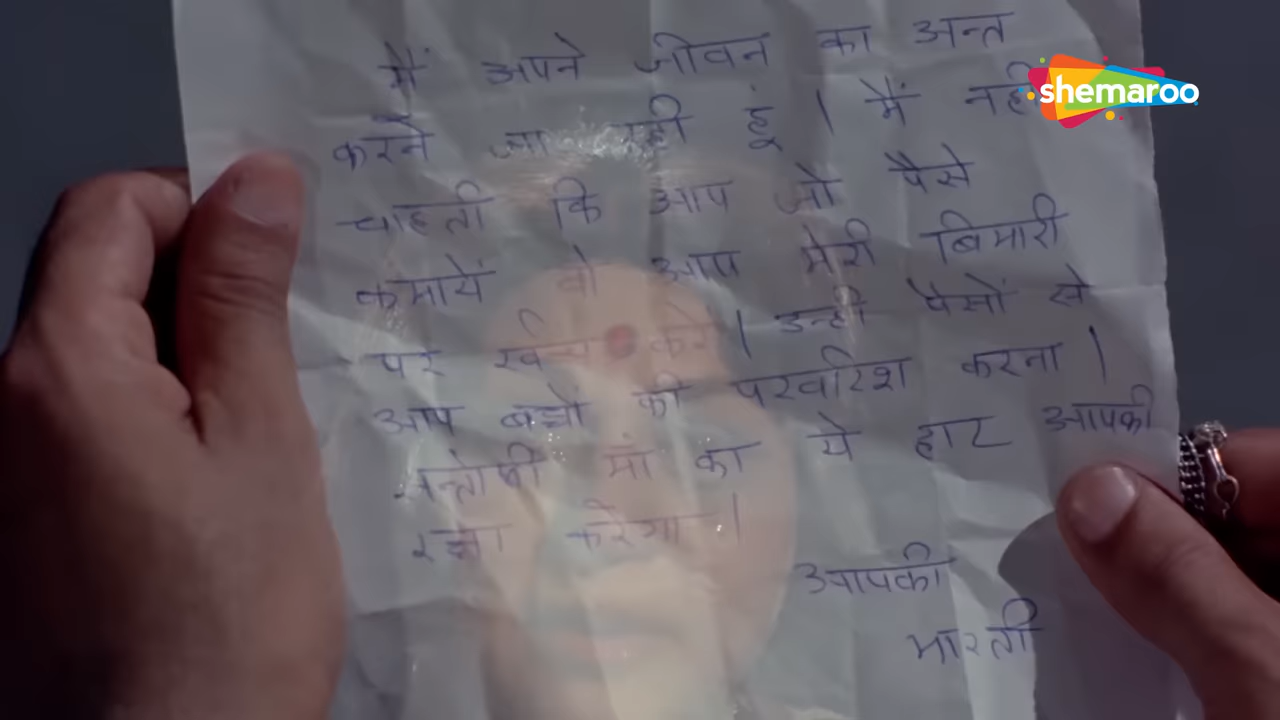 मैं अपने जीवन का अन्त
shemaroo
करने जा रही हूं । मैं नही
चाहती कि आप जो पैसे
कमायें वो आप मेरी बिमारी
पर खर्च करे । उन्ही पैसों से
आप बच्चों की परवरिश करना ।
सन्तोषी मां का ये हार आपकी
रक्षा करेगा ।
आपकी
भारती